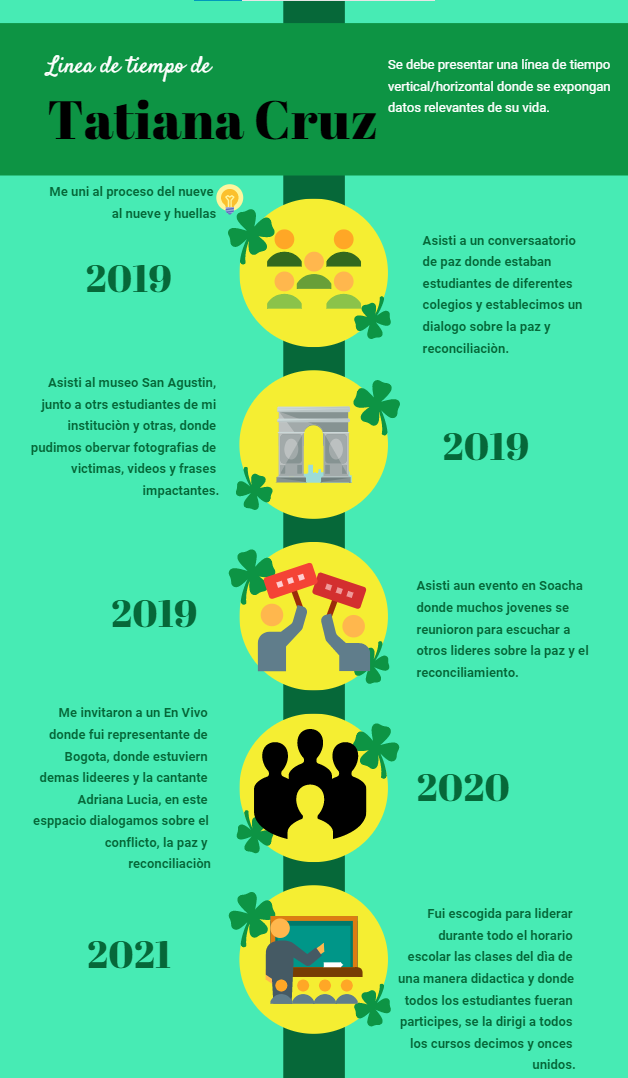 Linea de tiempo de
Tatiana Cruz
Se debe presentar una línea de tiempo
vertical/horizontal donde se expongan
datos relevantes de su vida.
Me uni al proceso del nueve
al nueve y huellas
2019
Asisti a un conversaatorio
de paz donde estaban
estudiantes de diferentes
colegios y establecimos un
dialogo sobre la paz y
reconciliaciòn.
Asisti al museo San Agustin,
junto a otrs estudiantes de mi
instituciòn y otras, donde
pudimos obervar fotografias de
victimas, videos y frases
impactantes.
2019
2019
Asisti aun evento en Soacha
donde muchos jovenes se
reunioron para escuchar a
otros lideres sobre la paz y el
reconciliamiento.
Me invitaron a un En Vivo
donde fui representante de
Bogota, donde estuviern
demas lideeres y la cantante
Adriana Lucia, en este
esppacio dialogamos sobre el
conflicto, la paz y
reconciliaciòn
2020
2021
Fui escogida para liderar
durante todo el horario
escolar las clases del dìa de
una manera didactica y donde
todos los estudiantes fueran
participes, se la dirigi a todos
los cursos decimos y onces
unidos.